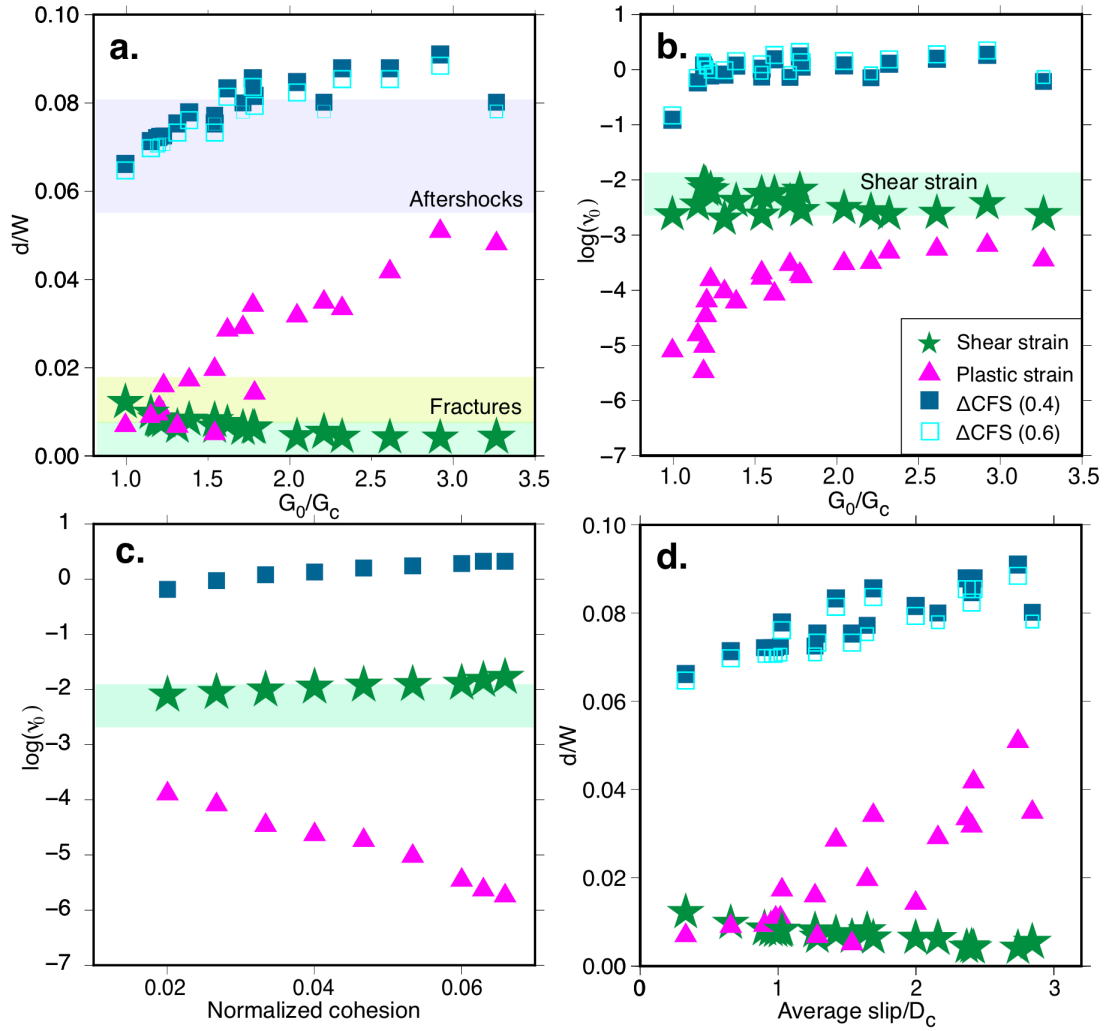 a.
0.10
0.08
0.06
0.04
0.02
0.00
d/W
Aftershocks
Fractures
1.0
1.5
2.0
2.5
3.0
3.5
G₀/G꜀
b.
1
0
−1
−2
−3
−4
−5
−6
−7
log(ν₀)
Shear strain
Shear strain
Plastic strain
ΔCFS (0.4)
ΔCFS (0.6)
1.0
1.5
2.0
2.5
3.0
3.5
G₀/G꜀
c.
1
0
−1
−2
−3
−4
−5
−6
−7
log(ν₀)
0.02
0.04
0.06
Normalized cohesion
d.
0.10
0.08
0.06
0.04
0.02
0.00
d/W
0
1
2
3
Average slip/D꜀